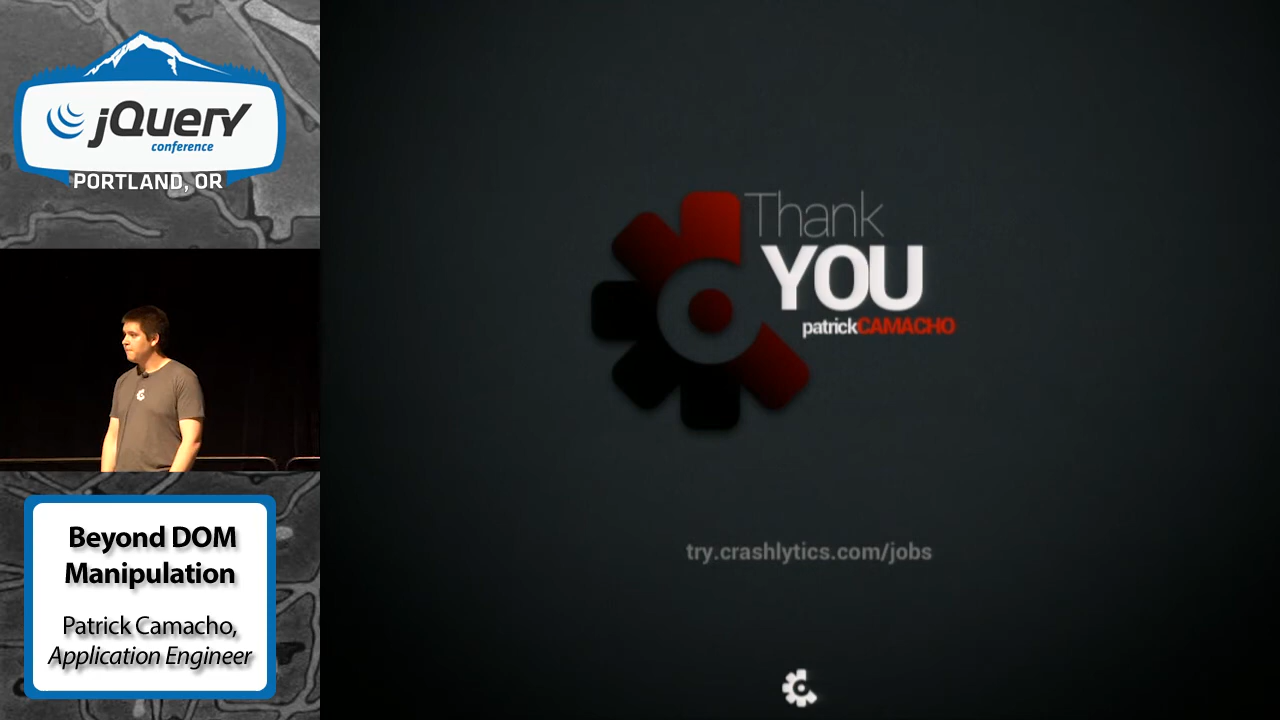 jQuery
conference
PORTLAND, OR
Beyond DOM
Manipulation
Patrick Camacho,
Application Engineer
Thank
YOU
patrickCAMACHO
try.crashlytics.com/jobs